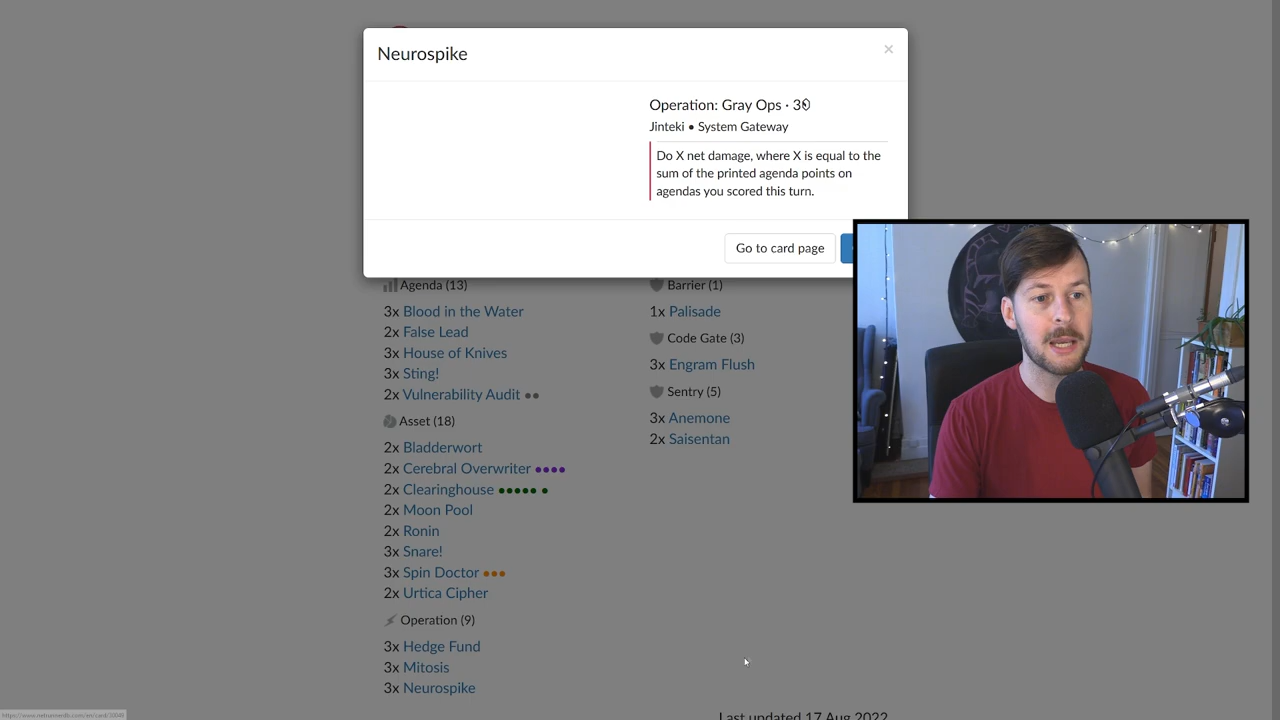 Neurospike
×
Operation: Gray Ops · 3
Jinteki • System Gateway
Do X net damage, where X is equal to the
sum of the printed agenda points on
agendas you scored this turn.
Go to card page
Agenda (13)
3x Blood in the Water
2x False Lead
3x House of Knives
3x Sting!
2x Vulnerability Audit ●●
Asset (18)
2x Bladderwort
2x Cerebral Overwriter ●●●●
2x Clearinghouse ●●●●● ●
2x Moon Pool
2x Ronin
3x Snare!
3x Spin Doctor ●●●
2x Urtica Cipher
Operation (9)
3x Hedge Fund
3x Mitosis
3x Neurospike
Barrier (1)
1x Palisade
Code Gate (3)
3x Engram Flush
Sentry (5)
3x Anemone
2x Saisentan
Last updated 17 Aug 2022